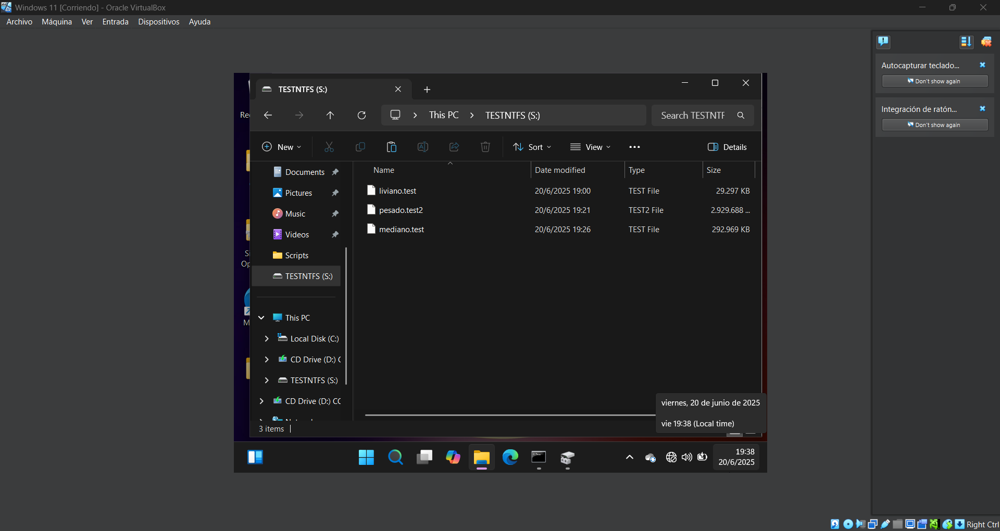 Windows 11 [Corriendo] - Oracle VirtualBox
Archivo Máquina Ver Entrada Dispositivos Ayuda
Autocapturar teclado...
Don't show again
Integración de ratón...
Don't show again
TESTNTFS (S:)
This PC > TESTNTFS (S:)
Search TESTNTF
New
Sort
View
Details
Name Date modified Type Size
liviano.test 20/6/2025 19:00 TEST File 29.297 KB
pesado.test2 20/6/2025 19:21 TEST2 File 2.929.688 ...
mediano.test 20/6/2025 19:26 TEST File 292.969 KB
Documents
Pictures
Music
Videos
Scripts
TESTNTFS (S:)
This PC
Local Disk (C:)
CD Drive (D:)
TESTNTFS (S:)
CD Drive (D:)
3 items
viernes, 20 de junio de 2025
vie 19:38 (Local time)
19:38
20/6/2025
Right Ctrl